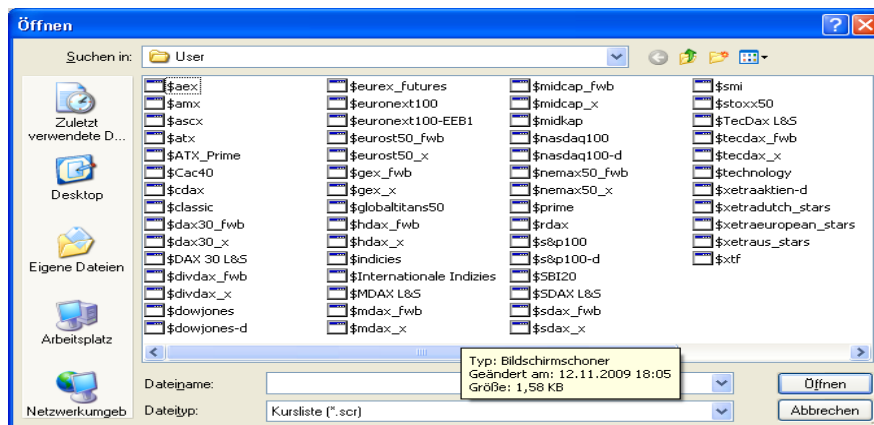 Öffnen
Suchen in: User
Zuletzt verwendete D...
Desktop
Eigene Dateien
Arbeitsplatz
Netzwerkumgeb
$aex
$amx
$ascx
$atx
$ATX_Prime
$Cac40
$cdax
$classic
$dax30_fwb
$dax30_x
$DAX 30 L&S
$divdax_fwb
$divdax_x
$dowjones
$dowjones-d
$eurex_futures
$euronext100
$euronext100-EEB1
$eurost50_fwb
$eurost50_x
$gex_fwb
$gex_x
$globaltitans50
$hdax_fwb
$hdax_x
$indicies
$Internationale Indizies
$MDAX L&S
$mdax_fwb
$mdax_x
$midcap_fwb
$midcap_x
$midkap
$nasdaq100
$nasdaq100-d
$nemax50_fwb
$nemax50_x
$prime
$rdax
$s&p100
$s&p100-d
$SBI20
$SDAX L&S
$sdax_fwb
$sdax_x
$smi
$stoxx50
$TecDax L&S
$tecdax_fwb
$tecdax_x
$technology
$xetraaktien-d
$xetradutch_stars
$xetraeuropean_stars
$xetraus_stars
$xtf
Typ: Bildschirmschoner
Geändert am: 12.11.2009 18:05
Größe: 1,58 KB
Dateiname:
Öffnen
Dateityp: Kursliste (*.scr)
Abbrechen